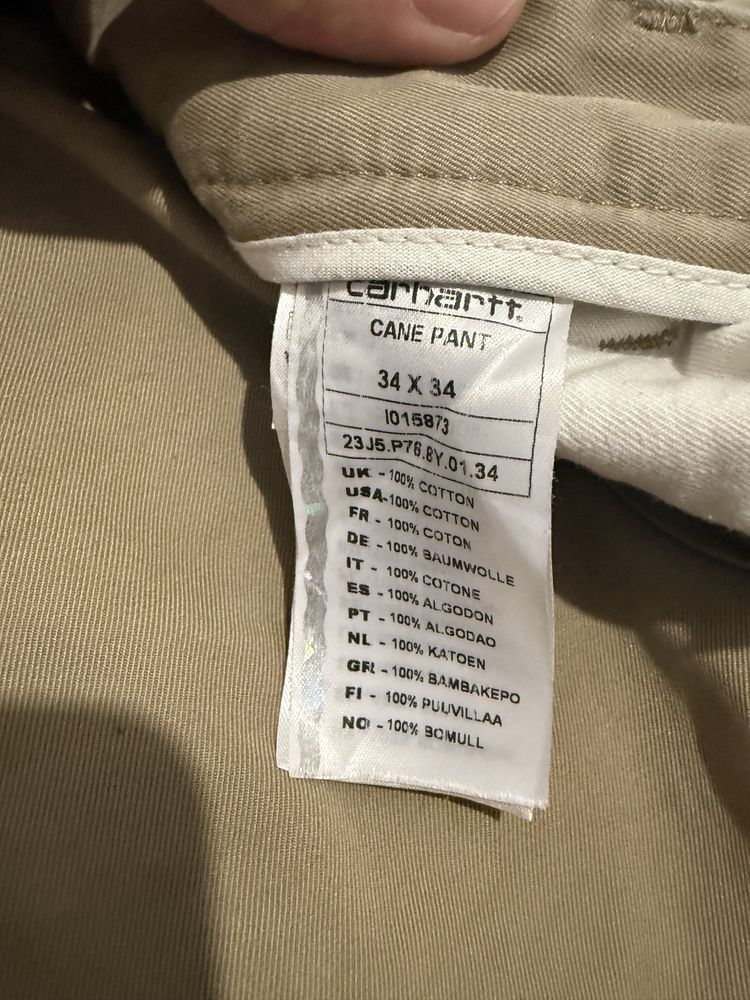 carhartt.
CANE PANT
34 X 34
I015873
23J5.P76.8Y.01.34
UK - 100% COTTON
USA-100% COTTON
FR - 100% COTON
DE - 100% BAUMWOLLE
IT - 100% COTONE
ES - 100% ALGODON
PT - 100% ALGODAO
NL - 100% KATOEN
GR - 100% BAMBAKEPO
FI - 100% PUUVILLAA
NO - 100% BOMULL